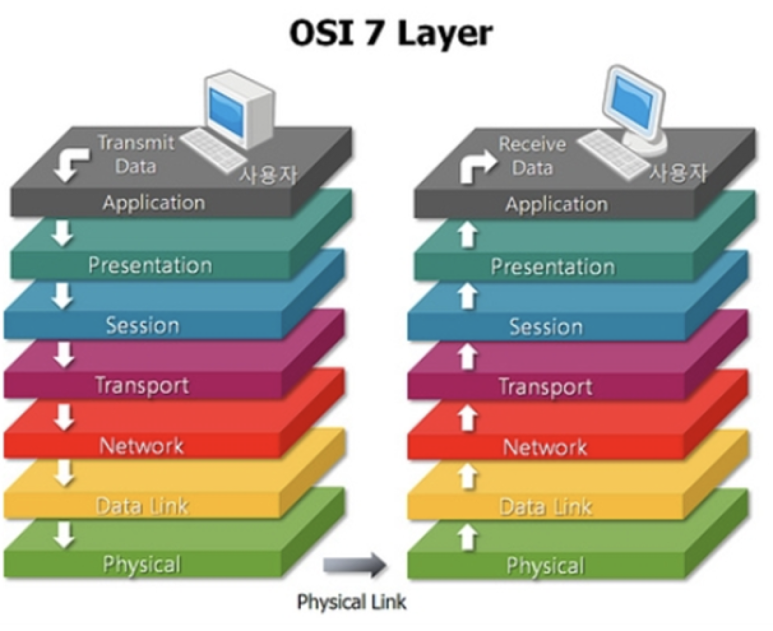 OSI 7 Layer
Transmit
Data
사용자
Application
Presentation
Session
Transport
Network
Data Link
Physical
Receive
Data
사용자
Application
Presentation
Session
Transport
Network
Data Link
Physical
Physical Link